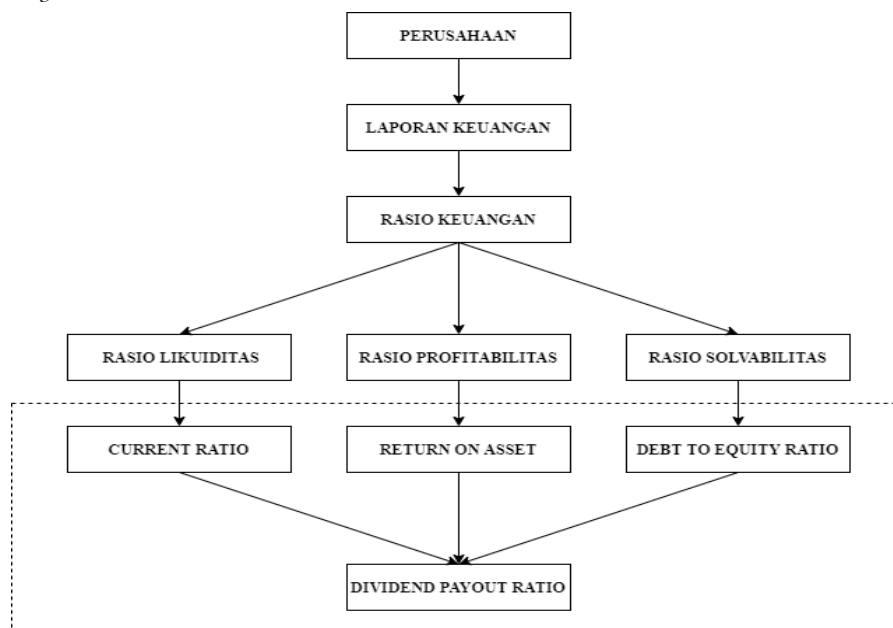 PERUSAHAAN
LAPORAN KEUANGAN
RASIO KEUANGAN
RASIO LIKUIDITAS
RASIO PROFITABILITAS
RASIO SOLVABILITAS
CURRENT RATIO
RETURN ON ASSET
DEBT TO EQUITY RATIO
DIVIDEND PAYOUT RATIO